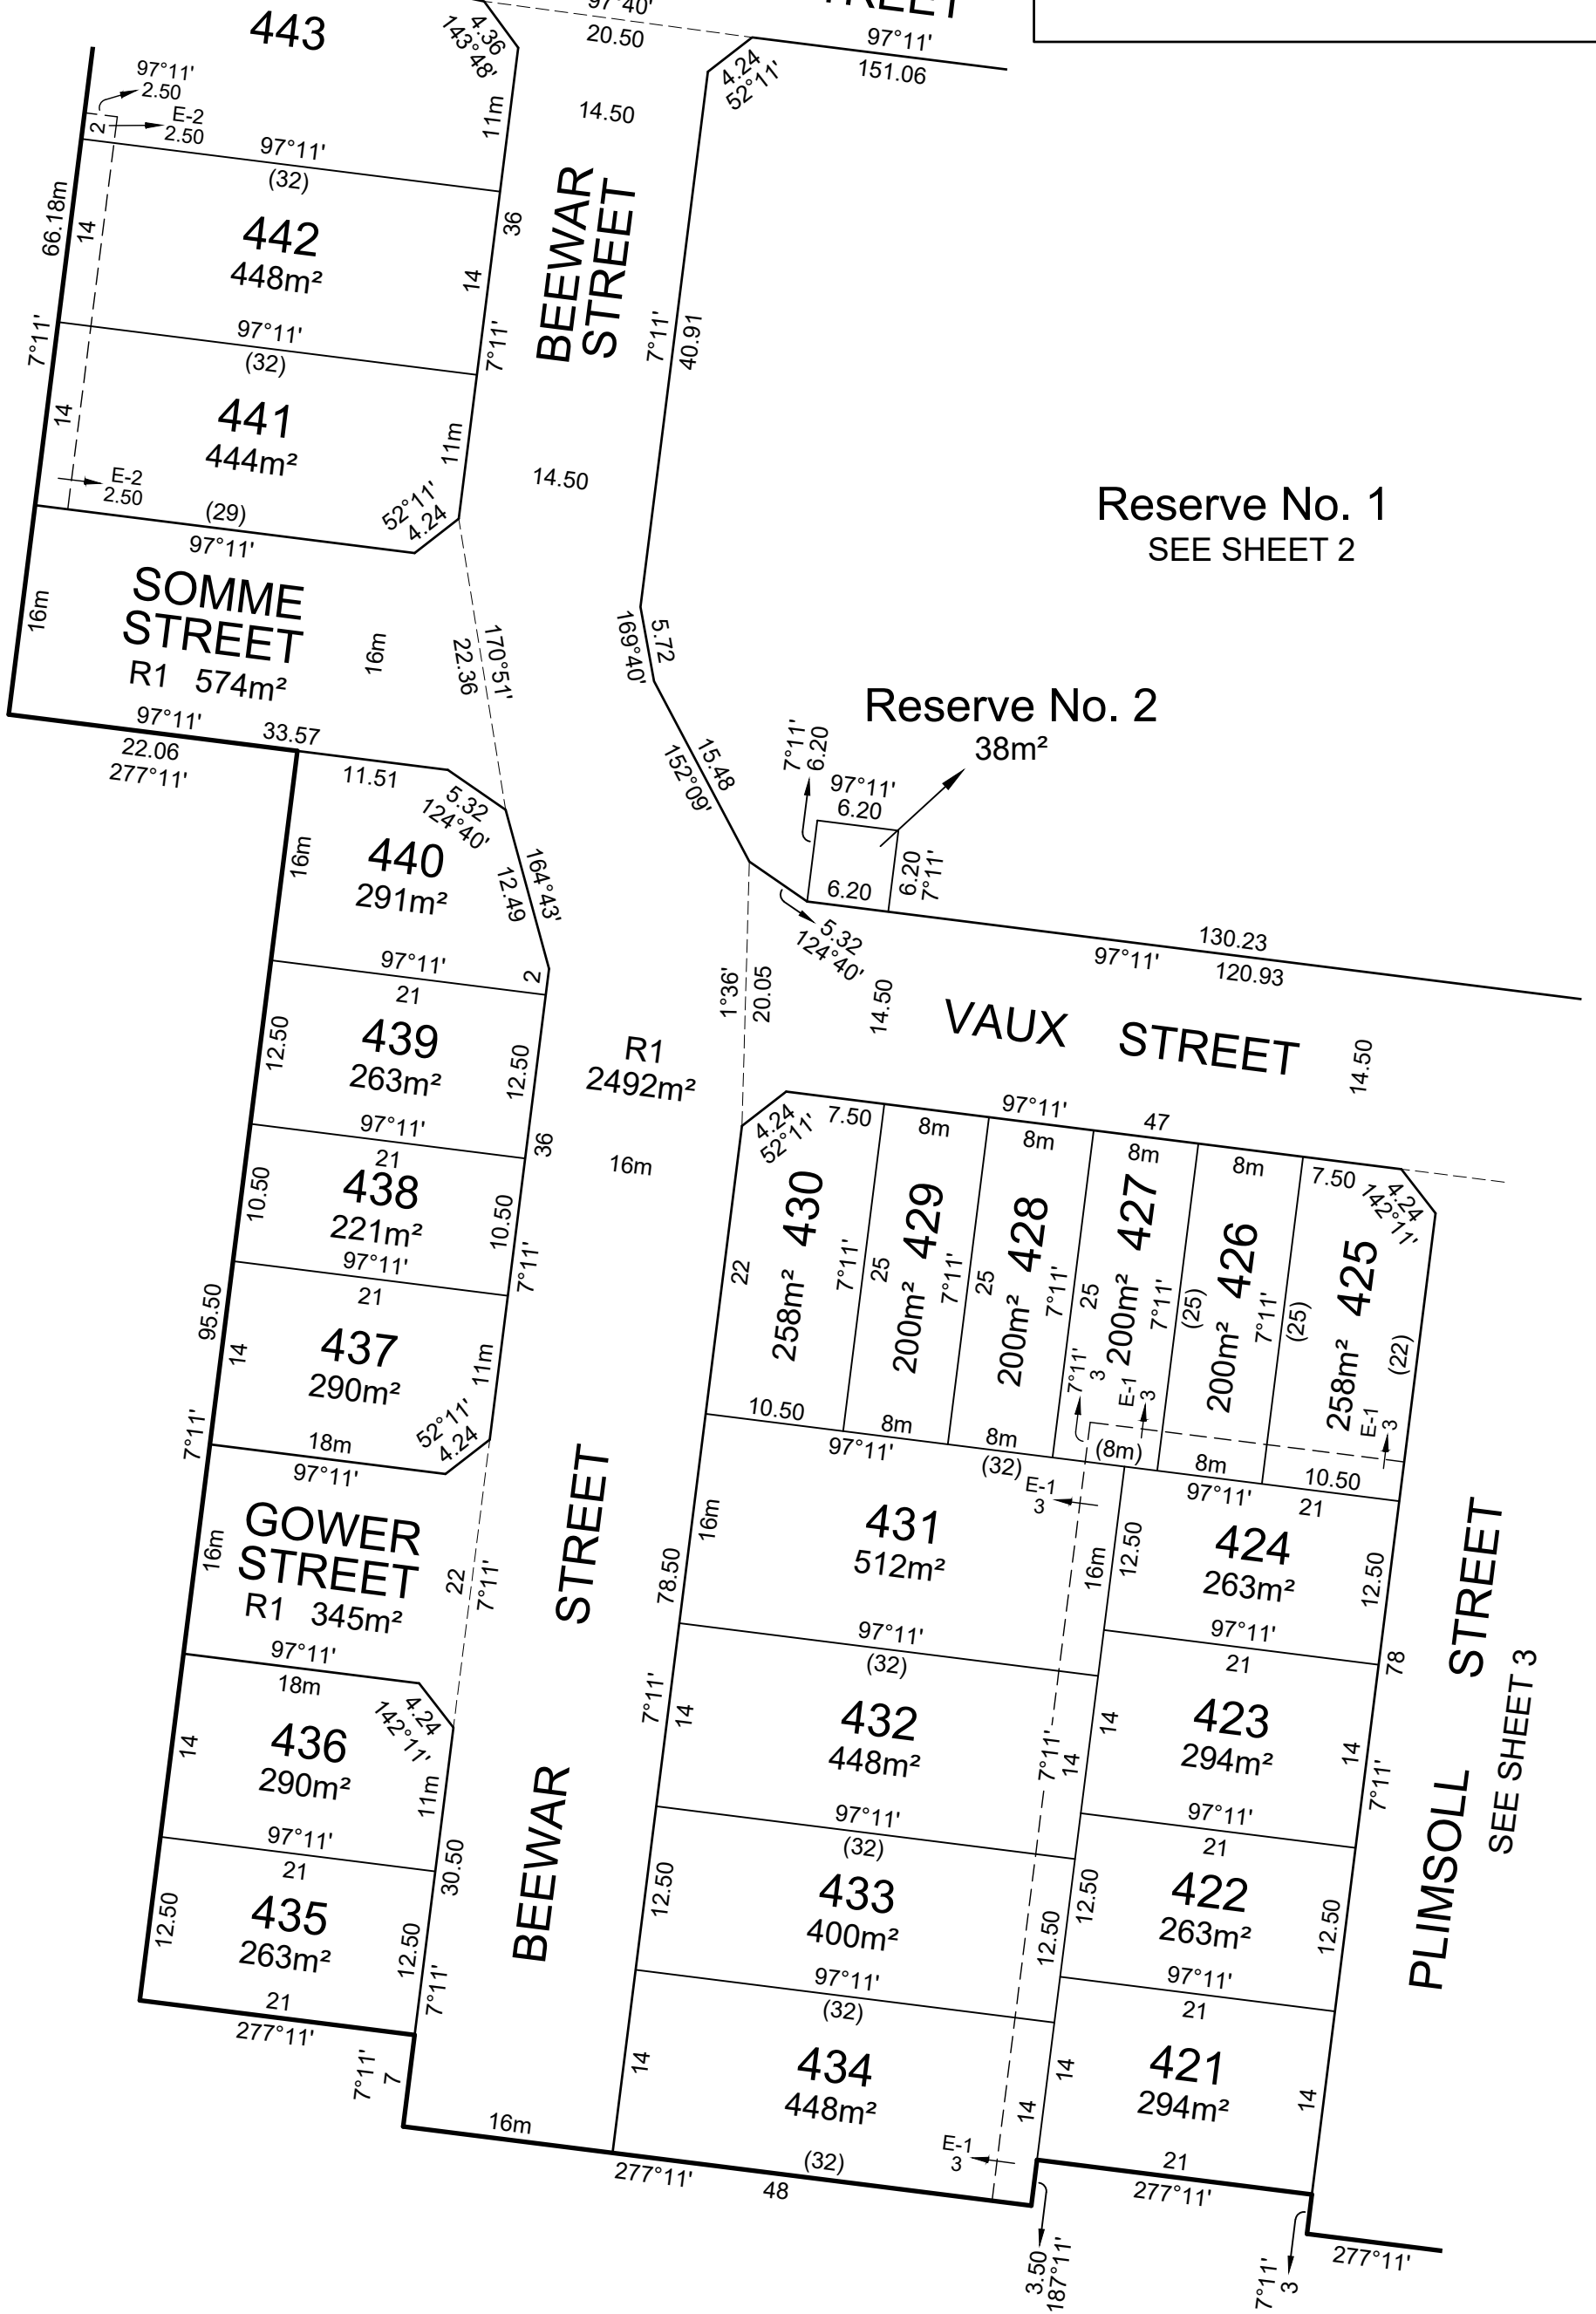 443
4.36
143°48'
97°40'
20.50
97°11'
151.06
4.24
52°11'
97°11'
2.50
2
E-2
2.50
97°11'
(32)
11m
14.50
BEEWAR
STREET
66.18m
14
442
448m²
14
36
7°11'
97°11'
(32)
7°11'
7°11'
40.91
14
441
444m²
11m
E-2
2.50
(29)
97°11'
52°11'
4.24
14.50
Reserve No. 1
SEE SHEET 2
SOMME
STREET
R1 574m²
16m
16m
22.36
170°51'
5.72
169°40'
97°11'
33.57
22.06
277°11'
11.51
5.32
124°40'
15.48
152°09'
Reserve No. 2
38m²
7°11'
6.20
97°11'
6.20
6.20
6.20
7°11'
5.32
124°40'
16m
440
291m²
12.49
164°43'
97°11'
21
2
130.23
97°11'
120.93
1°36'
20.05
14.50
VAUX STREET
14.50
12.50
439
263m²
12.50
R1
2492m²
97°11'
21
36
16m
10.50
438
221m²
10.50
7°11'
97°11'
21
95.50
14
437
290m²
11m
52°11'
4.24
7°11'
18m
97°11'
4.24
52°11'
7.50
97°11'
47
8m
8m
8m
8m
7.50
4.24
142°11'
22
430
258m²
7°11'
25
429
200m²
7°11'
25
428
200m²
7°11'
25
427
200m²
7°11'
(25)
426
200m²
7°11'
(25)
425
258m²
(22)
7°11'
3
E-1
3
E-1
3
10.50
97°11'
8m
8m
(32)
(8m)
8m
10.50
97°11'
21
GOWER
STREET
R1 345m²
16m
22
7°11'
STREET
E-1
3
16m
431
512m²
16m
12.50
424
263m²
12.50
78.50
97°11'
(32)
97°11'
21
78
STREET
SEE SHEET 3
97°11'
18m
4.24
142°11'
14
436
290m²
11m
7°11'
14
432
448m²
7°11'
14
14
423
294m²
14
7°11'
97°11'
21
30.50
97°11'
(32)
97°11'
21
BEEWAR
PLIMSOLL
12.50
435
263m²
12.50
7°11'
21
277°11'
7°11'
7
12.50
433
400m²
12.50
12.50
422
263m²
12.50
97°11'
(32)
97°11'
21
14
434
448m²
14
14
421
294m²
14
16m
E-1
3
(32)
277°11'
48
21
277°11'
3.50
187°11'
7°11'
3
277°11'